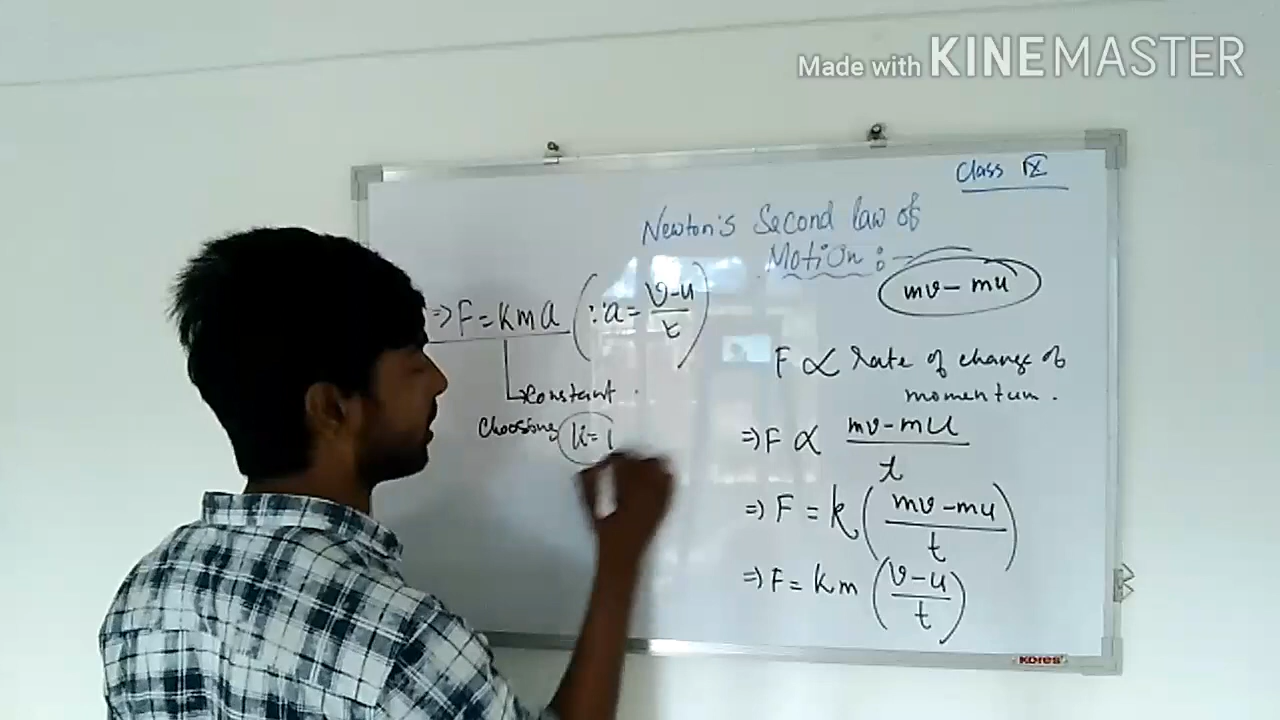 Made with KINEMASTER
Class IX
Newton's Second law of
Motion :-
mv - mu
F ∝ rate of change of
momentum.
⇒ F ∝ (mv - mu)/t
⇒ F = k ((mv - mu)/t)
⇒ F = km ((v - u)/t)
⇒ F = kma (∵ a = (v - u)/t)
constant.
Choosing k = 1
Kores